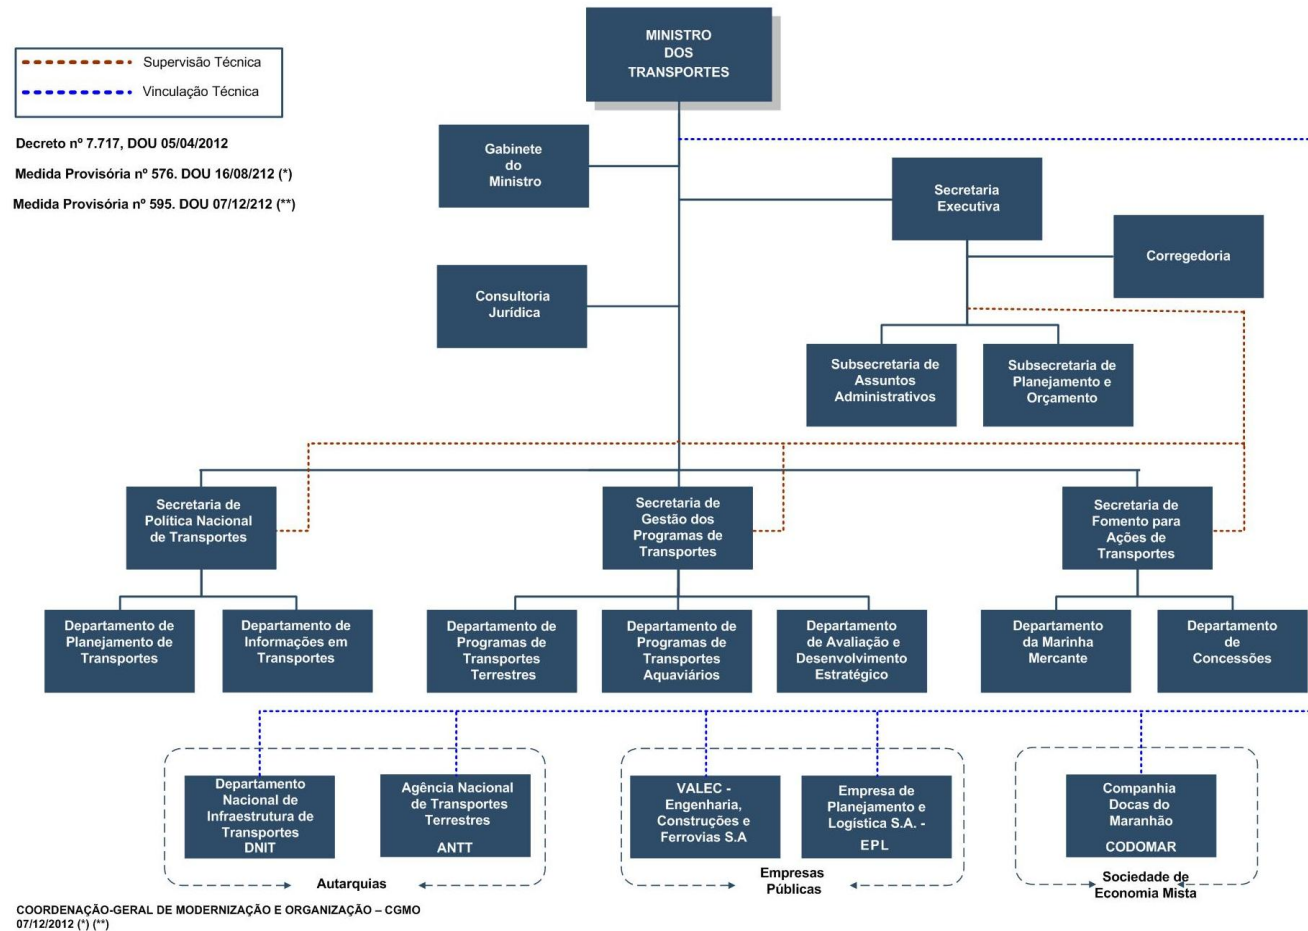 MINISTRO
DOS
TRANSPORTES
Supervisão Técnica
Vinculação Técnica
Decreto nº 7.717, DOU 05/04/2012
Medida Provisória nº 576. DOU 16/08/212 (*)
Medida Provisória nº 595. DOU 07/12/212 (**)
Gabinete
do
Ministro
Secretaria
Executiva
Corregedoria
Consultoria
Jurídica
Subsecretaria de
Assuntos
Administrativos
Subsecretaria de
Planejamento e
Orçamento
Secretaria de
Política Nacional
de Transportes
Secretaria de
Gestão dos
Programas de
Transportes
Secretaria de
Fomento para
Ações de
Transportes
Departamento de
Planejamento de
Transportes
Departamento de
Informações em
Transportes
Departamento de
Programas de
Transportes
Terrestres
Departamento de
Programas de
Transportes
Aquaviários
Departamento
de Avaliação e
Desenvolvimento
Estratégico
Departamento
da Marinha
Mercante
Departamento
de
Concessões
Departamento
Nacional de
Infraestrutura de
Transportes
DNIT
Agência Nacional
de Transportes
Terrestres
ANTT
VALEC -
Engenharia,
Construções e
Ferrovias S.A
Empresa de
Planejamento e
Logística S.A. -
EPL
Companhia
Docas do
Maranhão
CODOMAR
Autarquias
Empresas
Públicas
Sociedade de
Economia Mista
COORDENAÇÃO-GERAL DE MODERNIZAÇÃO E ORGANIZAÇÃO – CGMO
07/12/2012 (*) (**)